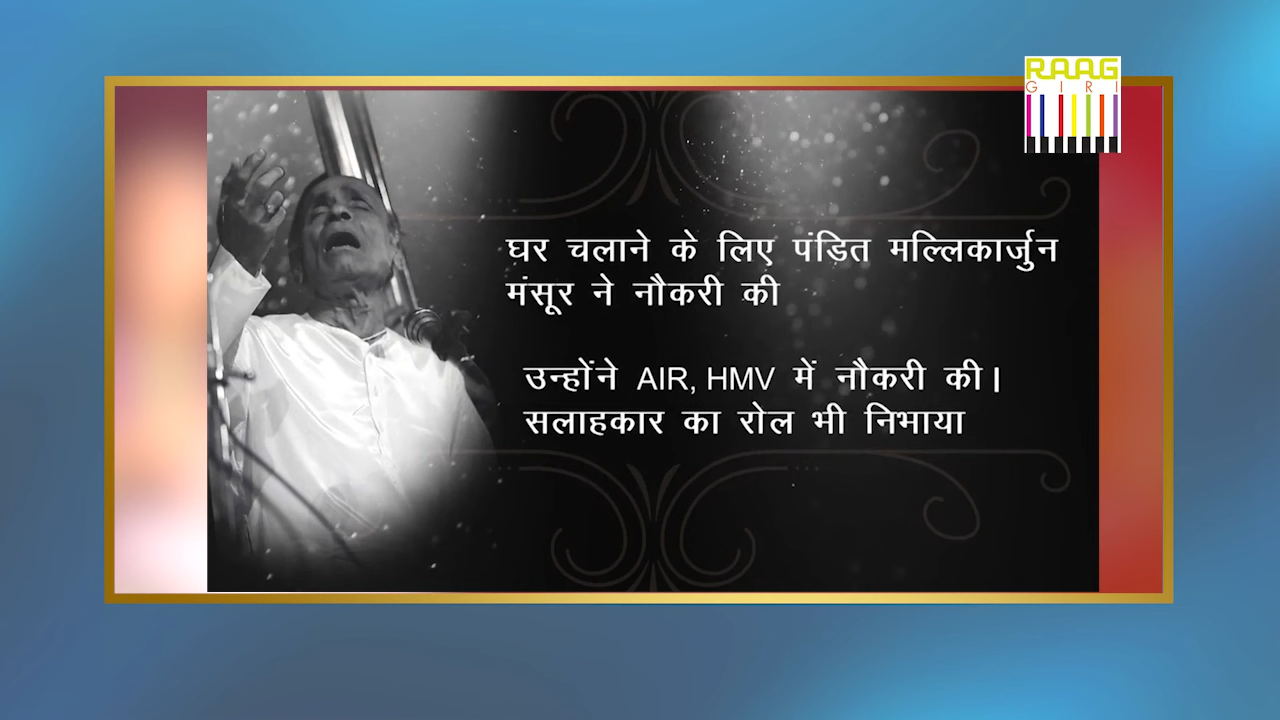 RAAG
GIRI
घर चलाने के लिए पंडित मल्लिकार्जुन
मंसूर ने नौकरी की
उन्होंने AIR, HMV में नौकरी की।
सलाहकार का रोल भी निभाया